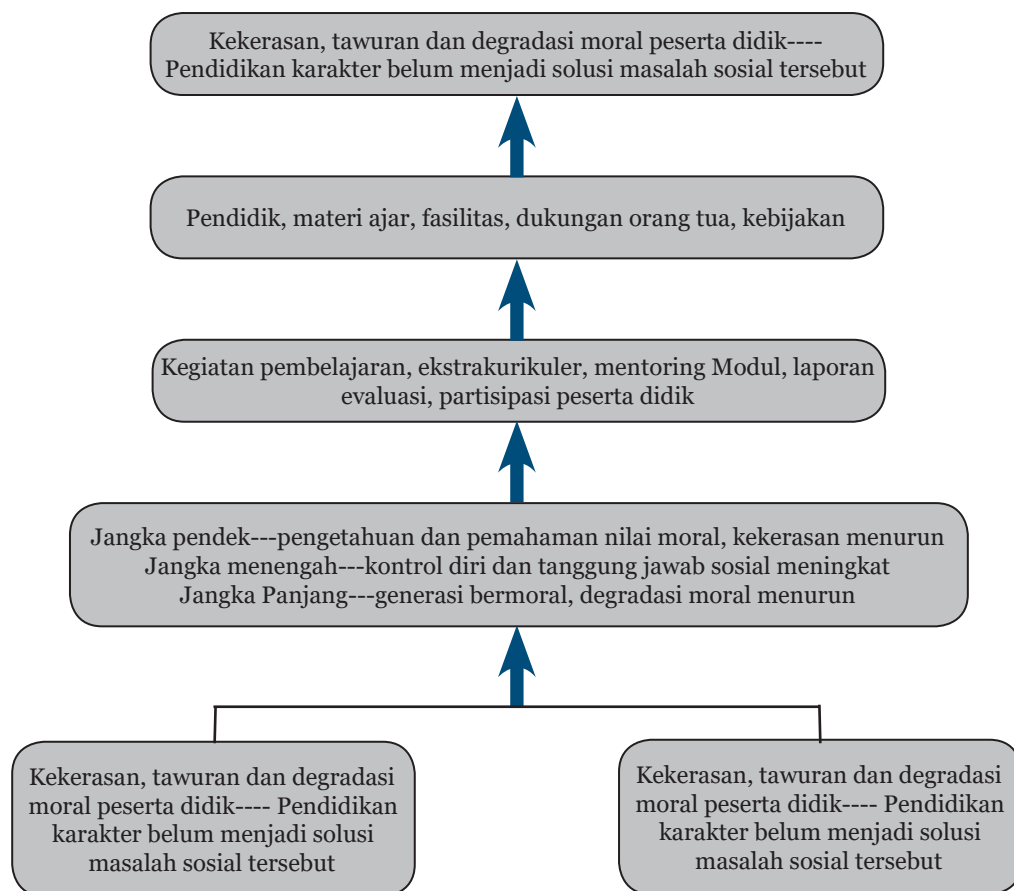 Kekerasan, tawuran dan degradasi moral peserta didik----
Pendidikan karakter belum menjadi solusi masalah sosial tersebut
Pendidik, materi ajar, fasilitas, dukungan orang tua, kebijakan
Kegiatan pembelajaran, ekstrakurikuler, mentoring Modul, laporan
evaluasi, partisipasi peserta didik
Jangka pendek---pengetahuan dan pemahaman nilai moral, kekerasan menurun
Jangka menengah---kontrol diri dan tanggung jawab sosial meningkat
Jangka Panjang---generasi bermoral, degradasi moral menurun
Kekerasan, tawuran dan degradasi
moral peserta didik---- Pendidikan
karakter belum menjadi solusi
masalah sosial tersebut
Kekerasan, tawuran dan degradasi
moral peserta didik---- Pendidikan
karakter belum menjadi solusi
masalah sosial tersebut